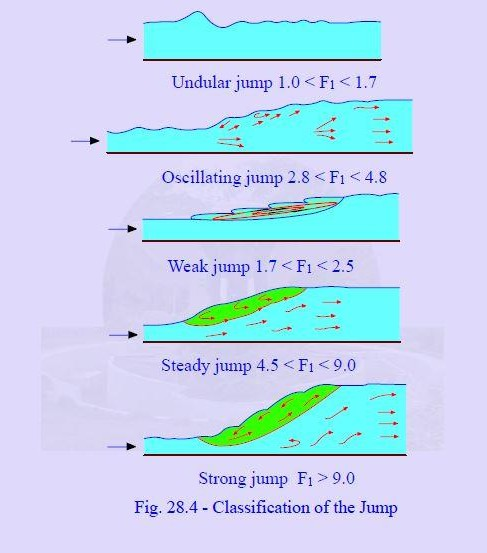 Undular jump 1.0 < F1 < 1.7
Oscillating jump 2.8 < F1 < 4.8
Weak jump 1.7 < F1 < 2.5
Steady jump 4.5 < F1 < 9.0
Strong jump F1 > 9.0
Fig. 28.4 - Classification of the Jump